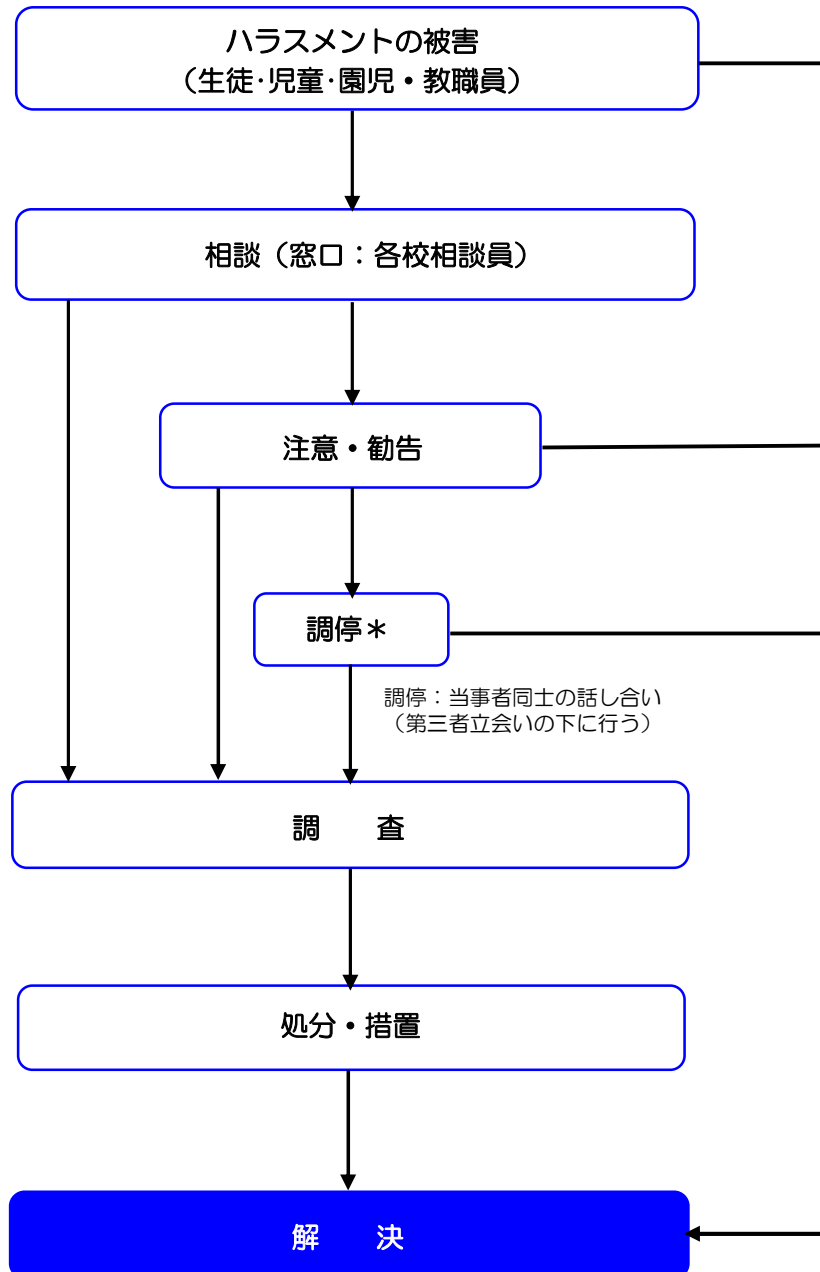 ハラスメントの被害
（生徒･児童･園児・教職員）
相談（窓口：各校相談員）
注意・勧告
調停＊
調停：当事者同士の話し合い
（第三者立会いの下に行う）
調　　査
処分・措置
解　　決